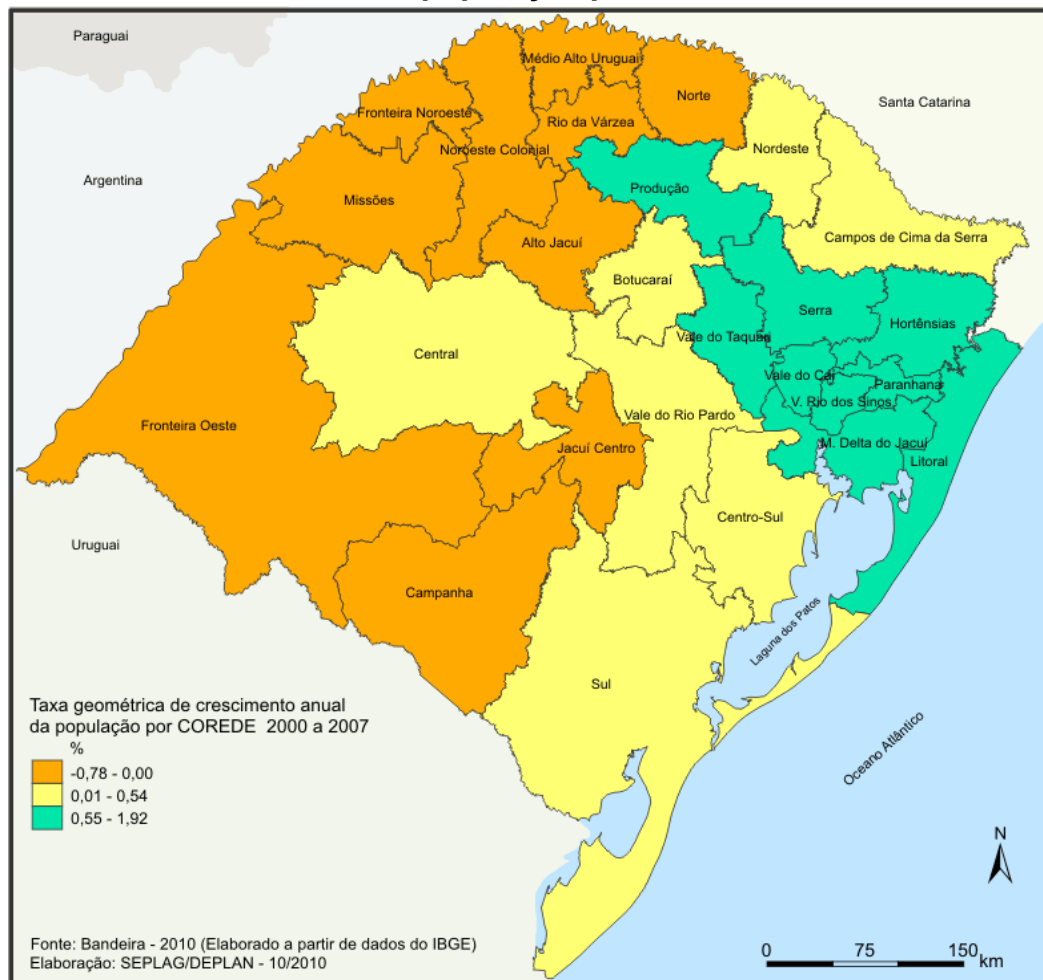 Paraguai
Médio Alto Uruguai
Norte
Santa Catarina
Fronteira Noroeste
Rio da Várzea
Noroeste Colonial
Nordeste
Argentina
Produção
Missões
Alto Jacuí
Campos de Cima da Serra
Botucaraí
Serra
Hortênsias
Vale do Taquari
Central
Vale do Caí
Paranhana
V. Rio dos Sinos
Vale do Rio Pardo
Fronteira Oeste
Jacuí Centro
M. Delta do Jacuí
Litoral
Centro-Sul
Uruguai
Campanha
Laguna dos Patos
Sul
Oceano Atlântico
Taxa geométrica de crescimento anual
da população por COREDE 2000 a 2007
%
-0,78 - 0,00
0,01 - 0,54
0,55 - 1,92
N
Fonte: Bandeira - 2010 (Elaborado a partir de dados do IBGE)
Elaboração: SEPLAG/DEPLAN - 10/2010
0 75 150 km